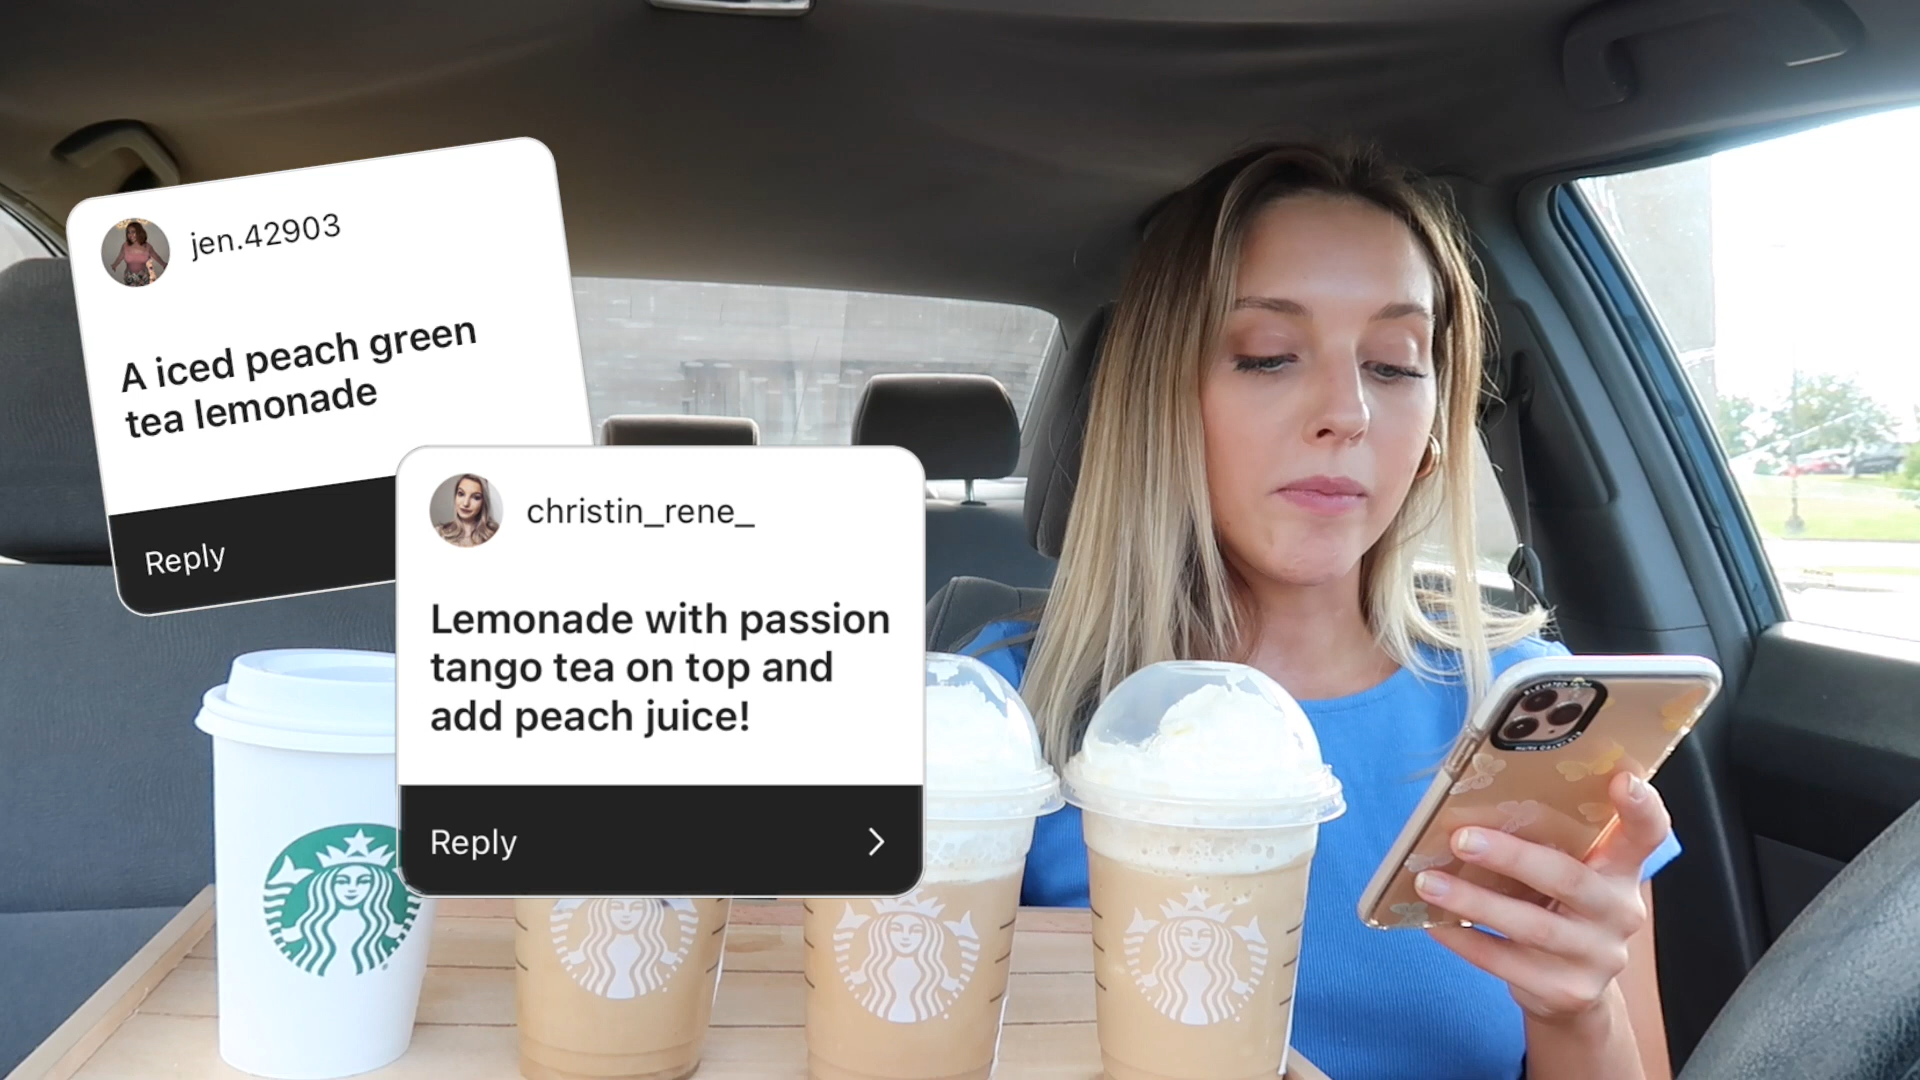 jen.42903
A iced peach green
tea lemonade
Reply
christin_rene_
Lemonade with passion
tango tea on top and
add peach juice!
Reply